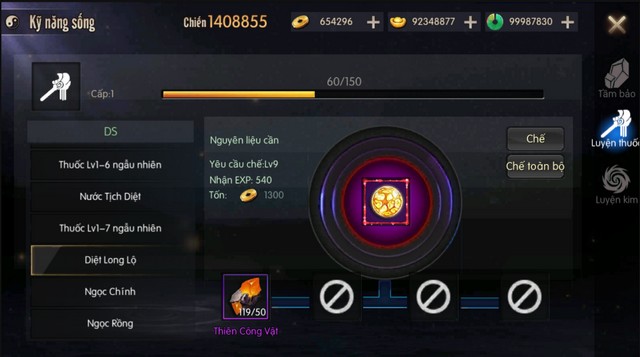 Kỹ năng sống
Chiến 1408855
654296
92348877
99987830
Cấp:1
60/150
Tầm bảo
Luyện thuốc
Luyện kim
DS
Thuốc Lv1-6 ngẫu nhiên
Nước Tịch Diệt
Thuốc Lv1-7 ngẫu nhiên
Diệt Long Lộ
Ngọc Chính
Ngọc Rồng
Nguyên liệu cần
Yêu cầu chế:Lv9
Nhận EXP: 540
Tốn: 1300
Chế
Chế toàn bộ
119/50
Thiên Công Vật